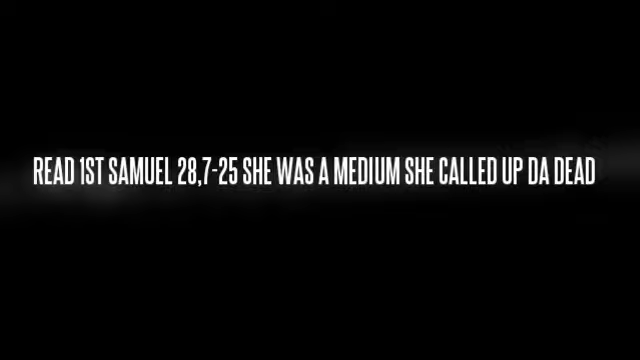 READ 1ST SAMUEL 28,7-25 SHE WAS A MEDIUM SHE CALLED UP DA DEAD